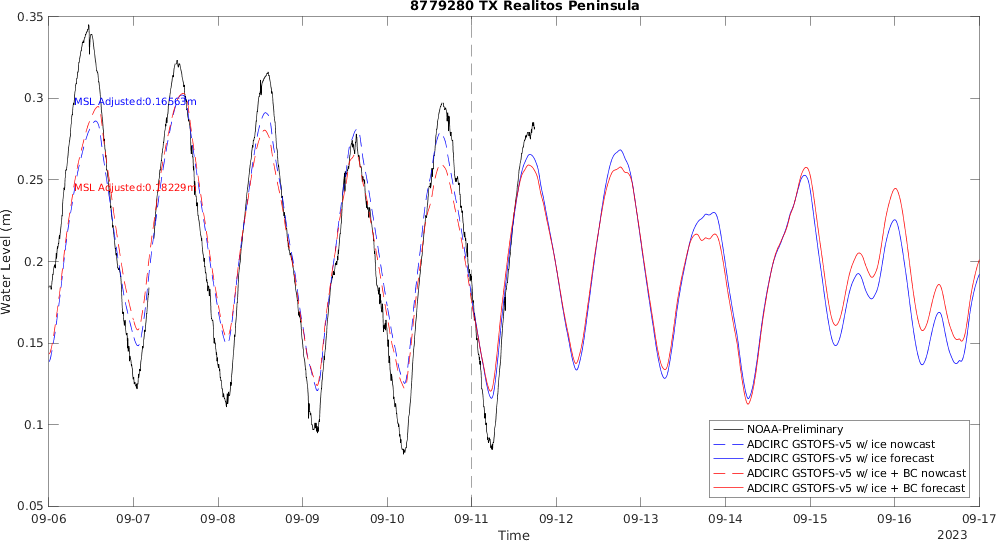 8779280 TX Realitos Peninsula
0.35
0.3
0.25
0.2
0.15
0.1
0.05
Water Level (m)
MSL Adjusted:0.16563m
MSL Adjusted:0.18229m
NOAA-Preliminary
ADCIRC GSTOFS-v5 w/ ice nowcast
ADCIRC GSTOFS-v5 w/ ice forecast
ADCIRC GSTOFS-v5 w/ ice + BC nowcast
ADCIRC GSTOFS-v5 w/ ice + BC forecast
09-06 09-07 09-08 09-09 09-10 09-11 09-12 09-13 09-14 09-15 09-16 09-17
Time
2023